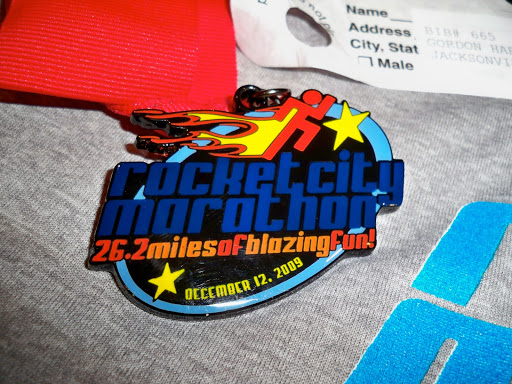 Name
Address
City, Stat
Male
BIB# 665
GORDON HA
JACKSONVI
rocket city
marathon
26.2milesofblazingfun!
DECEMBER 12, 2009